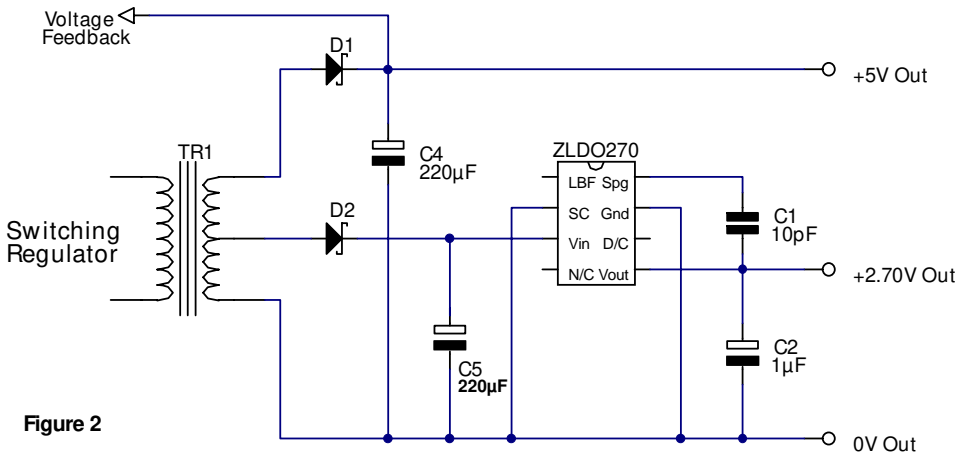 Voltage
Feedback
D1
+5V Out
TR1
C4
220µF
ZLDO270
LBF Spg
SC Gnd
Vin D/C
N/C Vout
C1
10pF
D2
Switching
Regulator
+2.70V Out
C5
220µF
C2
1µF
Figure 2
0V Out